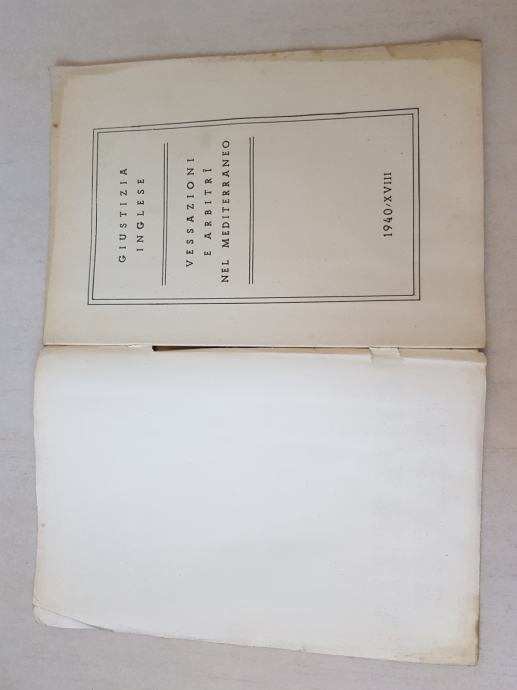 GIUSTIZIA
INGLESE
VESSAZIONI
E ARBITRÎ
NEL MEDITERRANEO
1940/XVIII